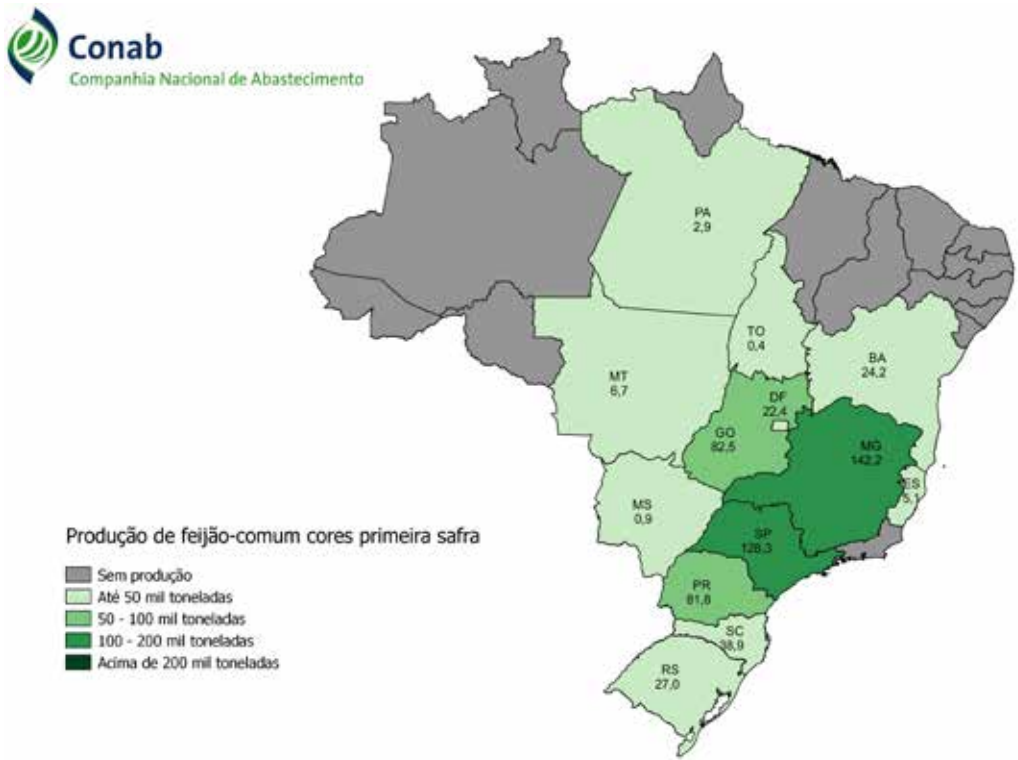 Conab
Companhia Nacional de Abastecimento
PA
2,9
TO
0,4
BA
24,2
MT
6,7
DF
22,4
GO
82,5
MG
142,2
ES
5,1
MS
0,9
SP
128,3
PR
81,8
SC
38,9
RS
27,0
Produção de feijão-comum cores primeira safra
Sem produção
Até 50 mil toneladas
50 - 100 mil toneladas
100 - 200 mil toneladas
Acima de 200 mil toneladas